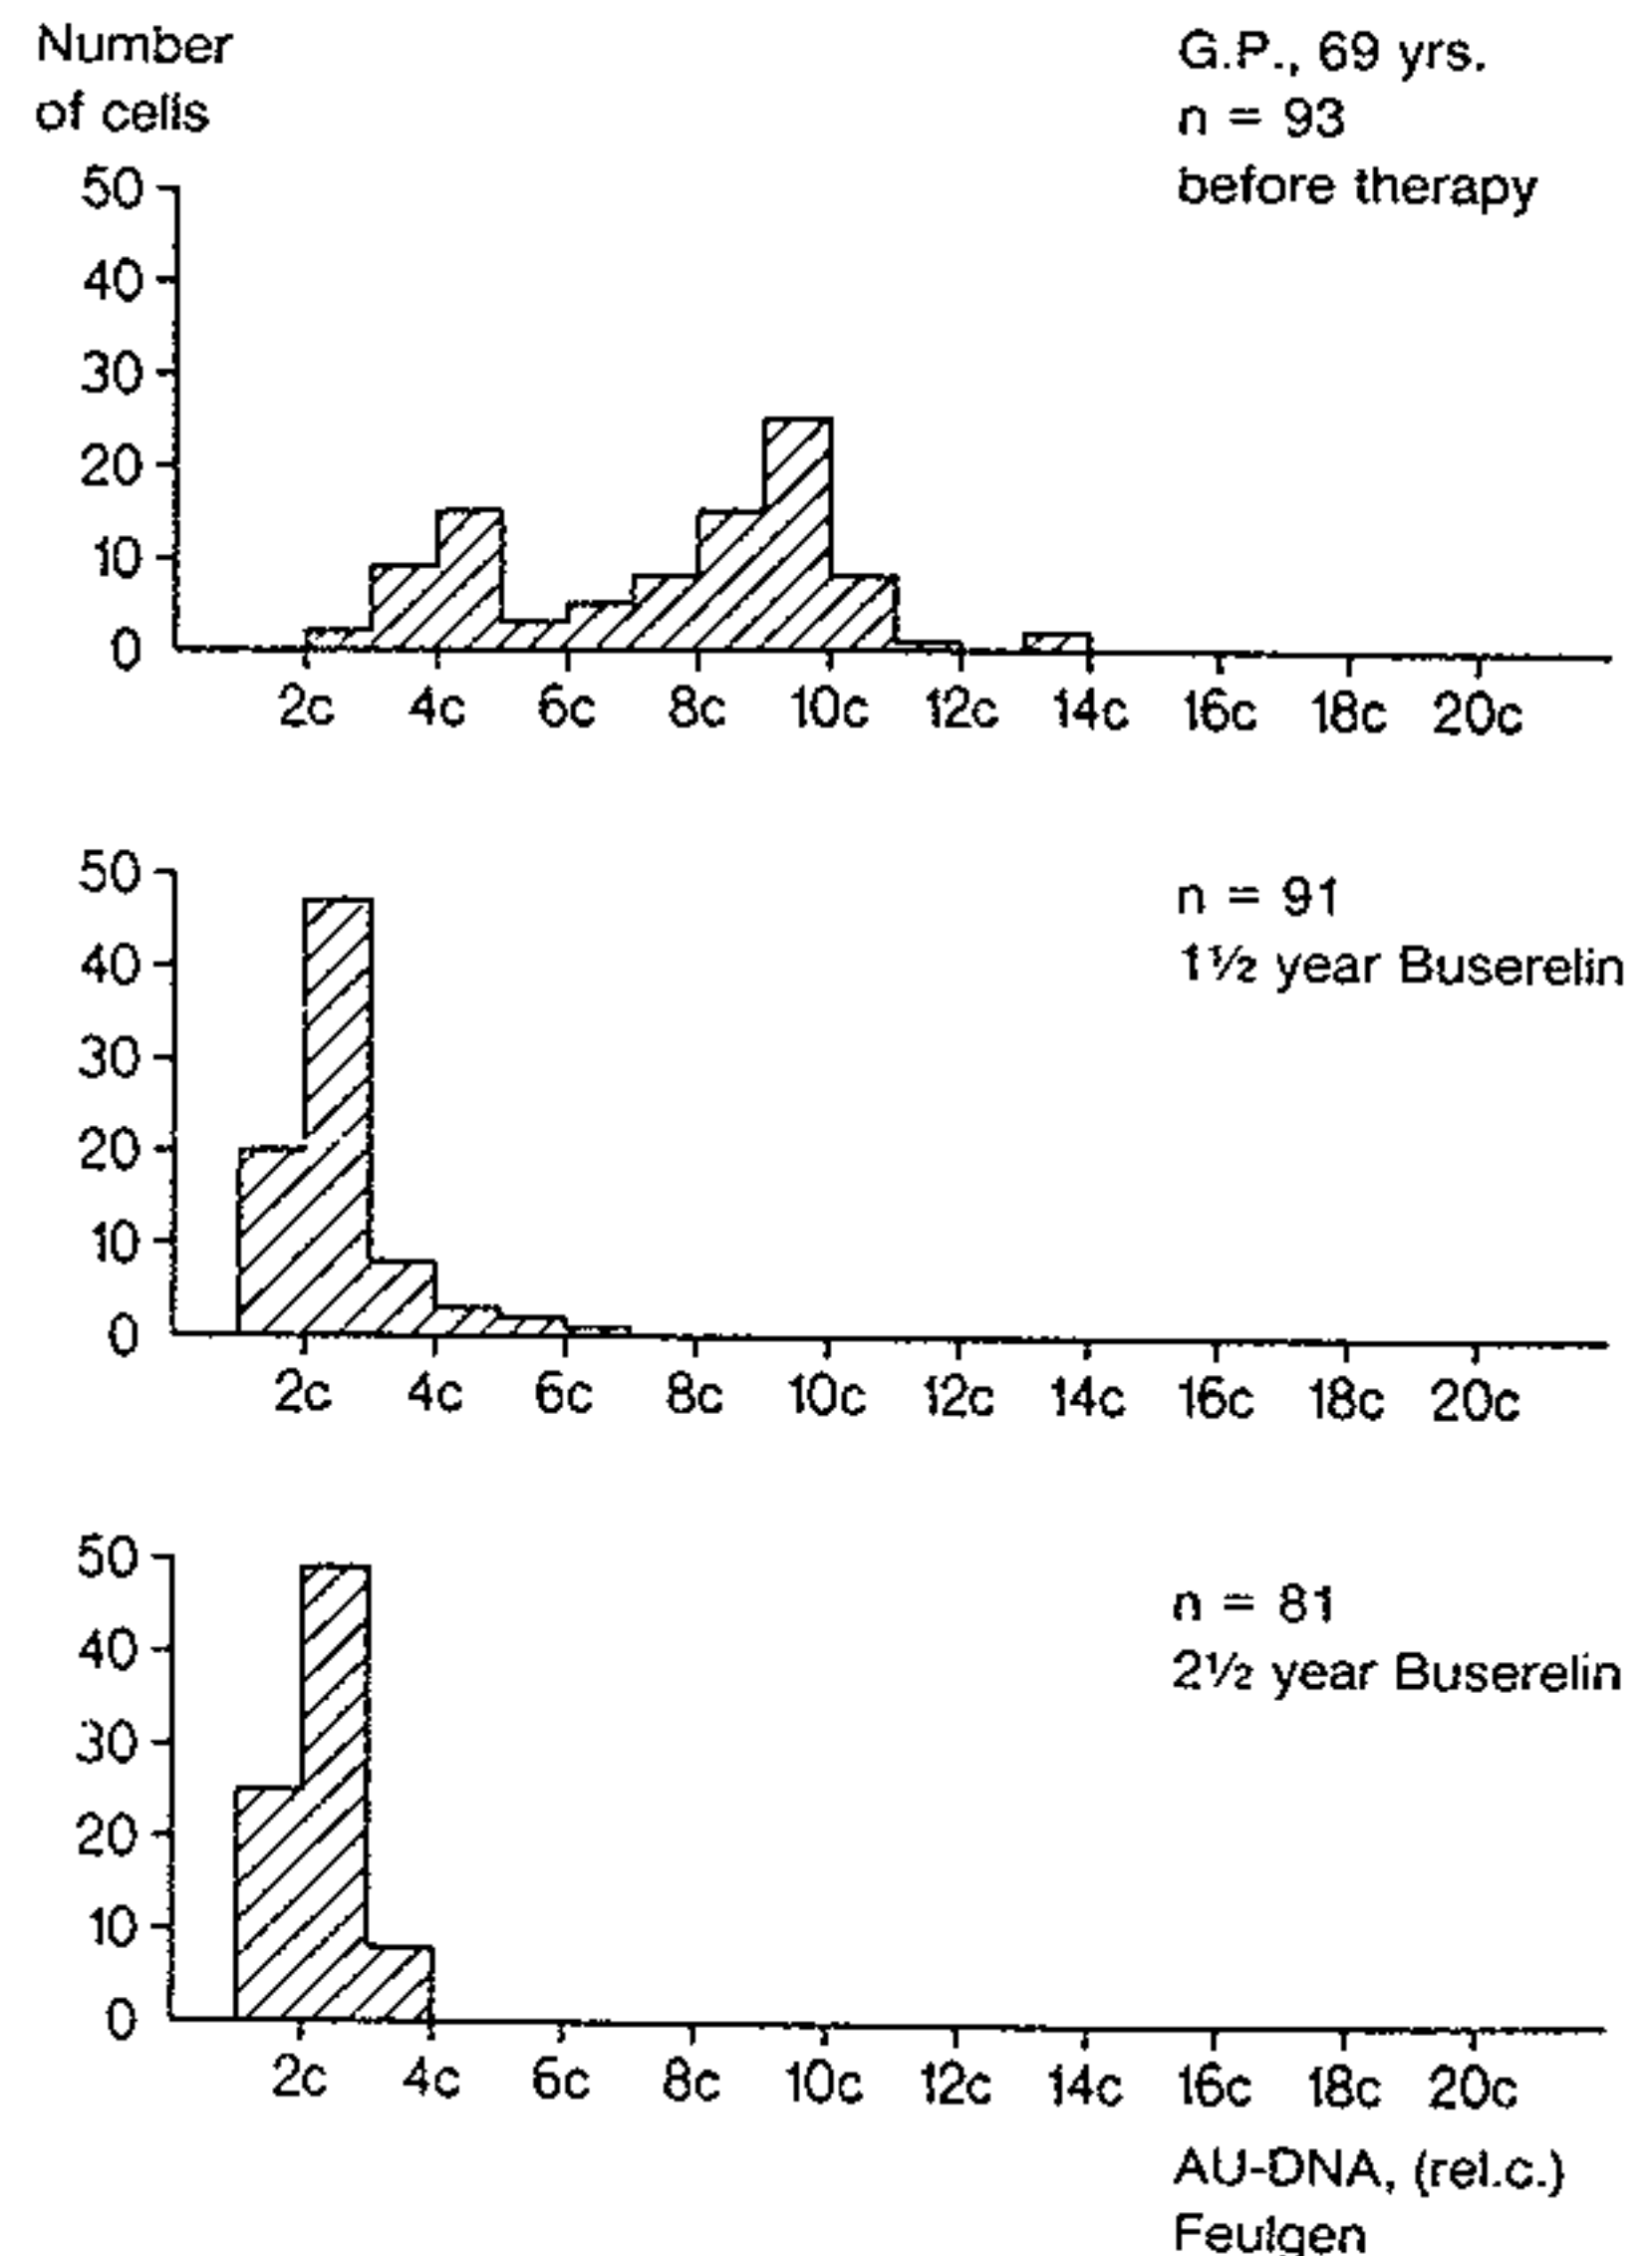 Number
of cells
G.P., 69 yrs.
n = 93
before therapy
50
40
30
20
10
0
2c 4c 6c 8c 10c 12c 14c 16c 18c 20c
n = 91
1½ year Buserelin
50
40
30
20
10
0
2c 4c 6c 8c 10c 12c 14c 16c 18c 20c
n = 81
2½ year Buserelin
50
40
30
20
10
0
2c 4c 6c 8c 10c 12c 14c 16c 18c 20c
AU-DNA, (rel.c.)
Feulgen